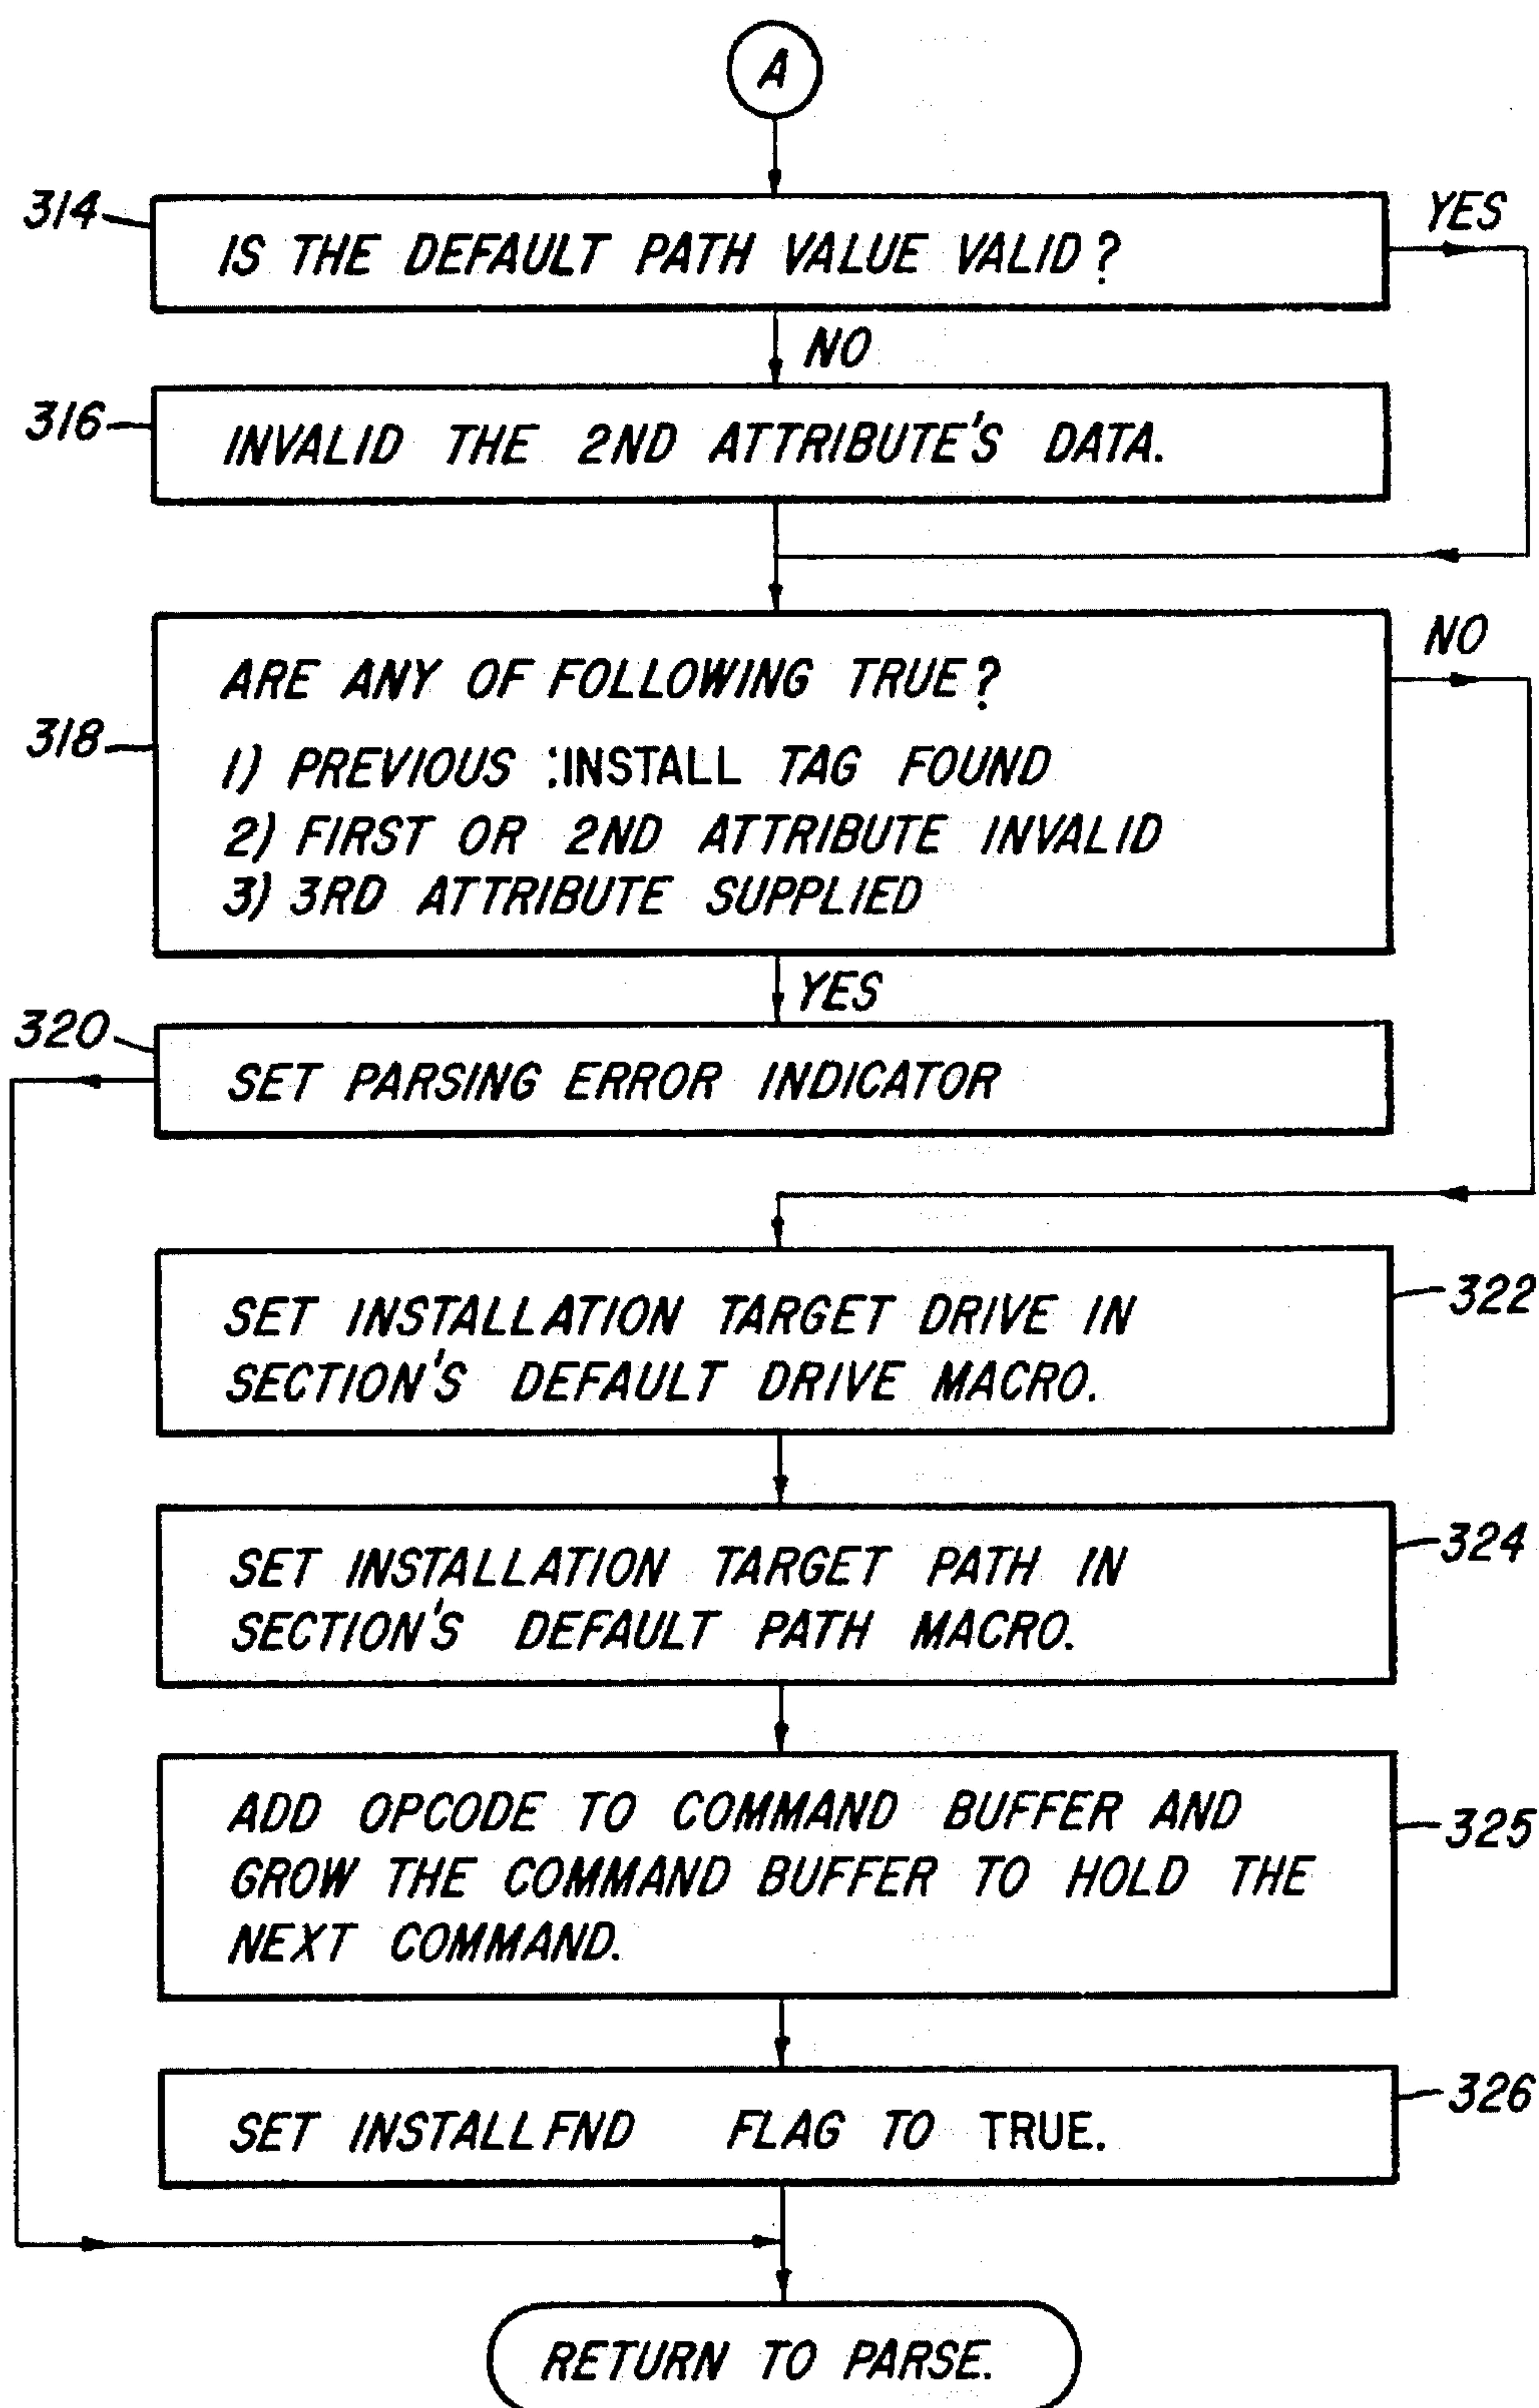 A
314
IS THE DEFAULT PATH VALUE VALID?
YES
NO
316
INVALID THE 2ND ATTRIBUTE'S DATA.
318
ARE ANY OF FOLLOWING TRUE?
NO
1) PREVIOUS :INSTALL TAG FOUND
2) FIRST OR 2ND ATTRIBUTE INVALID
3) 3RD ATTRIBUTE SUPPLIED
YES
320
SET PARSING ERROR INDICATOR
322
SET INSTALLATION TARGET DRIVE IN
SECTION'S DEFAULT DRIVE MACRO.
324
SET INSTALLATION TARGET PATH IN
SECTION'S DEFAULT PATH MACRO.
325
ADD OPCODE TO COMMAND BUFFER AND
GROW THE COMMAND BUFFER TO HOLD THE
NEXT COMMAND.
326
SET INSTALLFND FLAG TO TRUE.
RETURN TO PARSE.